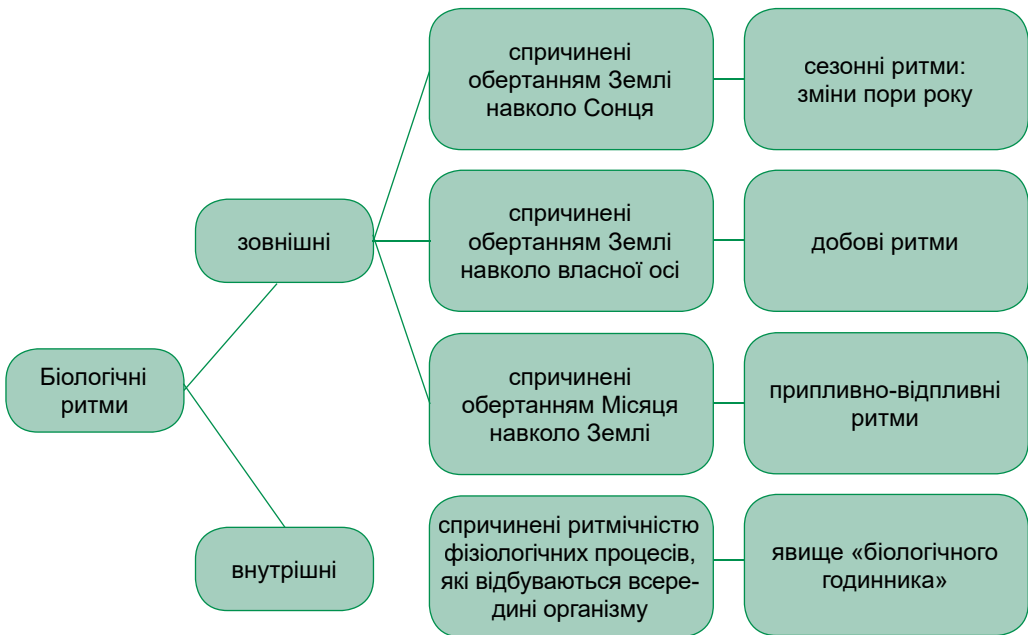 Біологічні
ритми
зовнішні
спричинені
обертанням Землі
навколо Сонця
сезонні ритми:
зміни пори року
спричинені
обертанням Землі
навколо власної осі
добові ритми
спричинені
обертанням Місяця
навколо Землі
припливно-відпливні
ритми
внутрішні
спричинені ритмічністю
фізіологічних процесів,
які відбуваються всере-
дині організму
явище «біологічного
годинника»